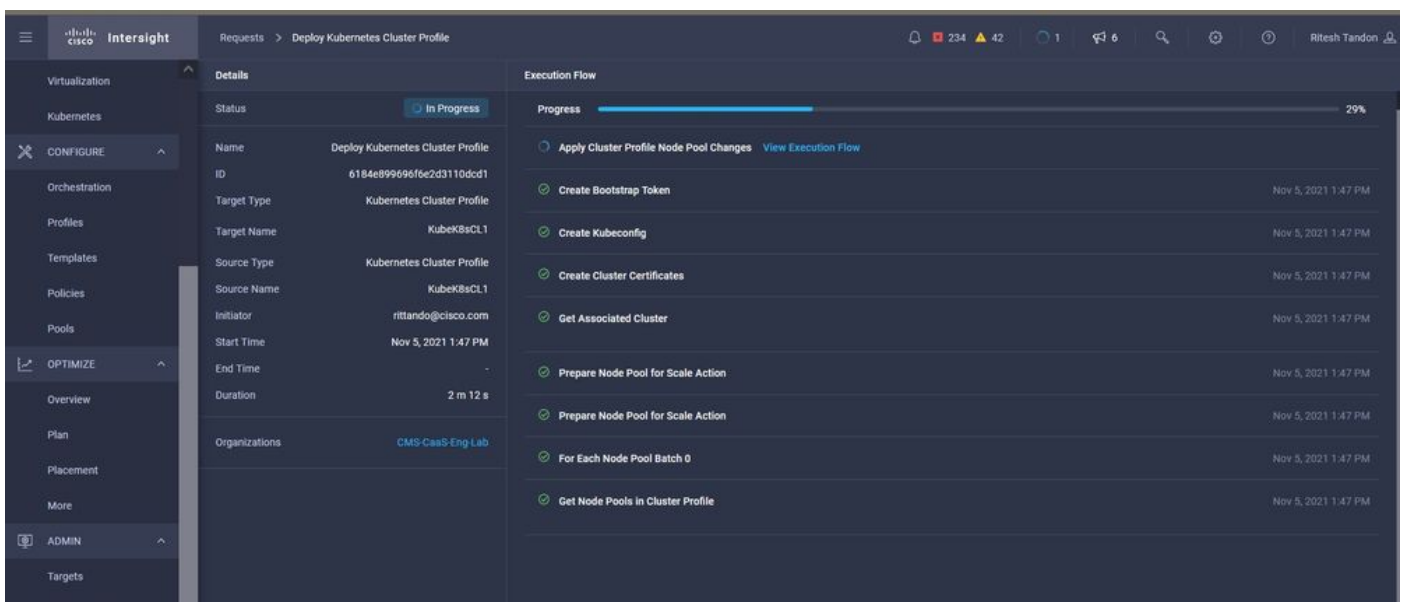 cisco Intersight
Requests > Deploy Kubernetes Cluster Profile
234 42 1 6 Ritesh Tandon
Virtualization
Kubernetes
CONFIGURE
Orchestration
Profiles
Templates
Policies
Pools
OPTIMIZE
Overview
Plan
Placement
More
ADMIN
Targets
Details
Status In Progress
Name Deploy Kubernetes Cluster Profile
ID 6184e899696f6e2d3110dcd1
Target Type Kubernetes Cluster Profile
Target Name KubeK8sCL1
Source Type Kubernetes Cluster Profile
Source Name KubeK8sCL1
Initiator rittando@cisco.com
Start Time Nov 5, 2021 1:47 PM
End Time -
Duration 2 m 12 s
Organizations CMS-CaaS-Eng-Lab
Execution Flow
Progress 29%
Apply Cluster Profile Node Pool Changes View Execution Flow
Create Bootstrap Token Nov 5, 2021 1:47 PM
Create Kubeconfig Nov 5, 2021 1:47 PM
Create Cluster Certificates Nov 5, 2021 1:47 PM
Get Associated Cluster Nov 5, 2021 1:47 PM
Prepare Node Pool for Scale Action Nov 5, 2021 1:47 PM
Prepare Node Pool for Scale Action Nov 5, 2021 1:47 PM
For Each Node Pool Batch 0 Nov 5, 2021 1:47 PM
Get Node Pools in Cluster Profile Nov 5, 2021 1:47 PM